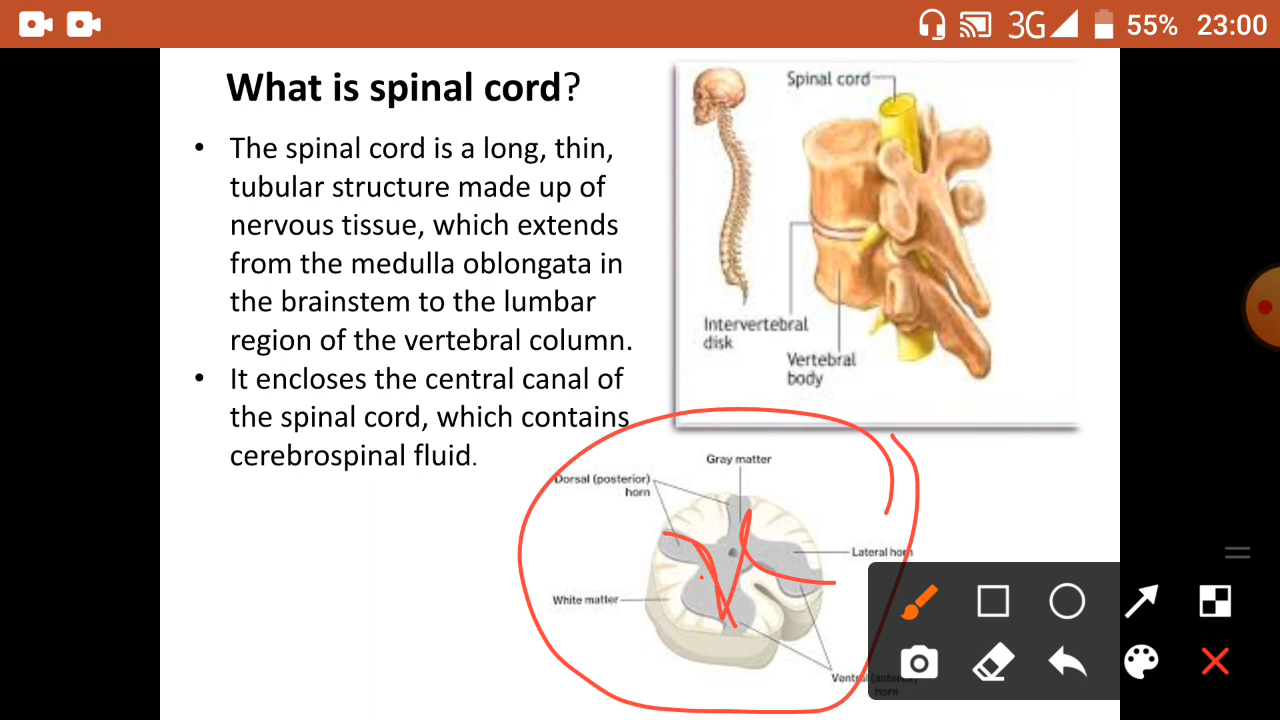 3G 55% 23:00
What is spinal cord?
• The spinal cord is a long, thin,
tubular structure made up of
nervous tissue, which extends
from the medulla oblongata in
the brainstem to the lumbar
region of the vertebral column.
• It encloses the central canal of
the spinal cord, which contains
cerebrospinal fluid.
Spinal cord
Intervertebral
disk
Vertebral
body
Gray matter
Dorsal (posterior)
horn
Lateral horn
White matter
Ventral (anterior)
horn